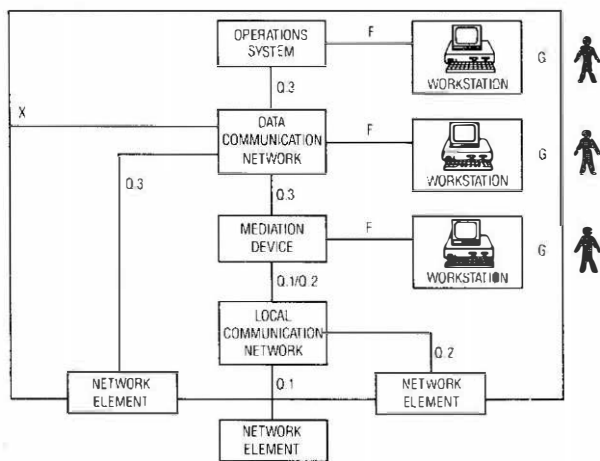 OPERATIONS
SYSTEM
F
WORKSTATION
G
Q.3
X
DATA
COMMUNICATION
NETWORK
F
WORKSTATION
G
Q.3
Q.3
MEDIATION
DEVICE
F
WORKSTATION
G
Q.1/Q.2
LOCAL
COMMUNICATION
NETWORK
Q.2
Q.1
NETWORK
ELEMENT
NETWORK
ELEMENT
NETWORK
ELEMENT